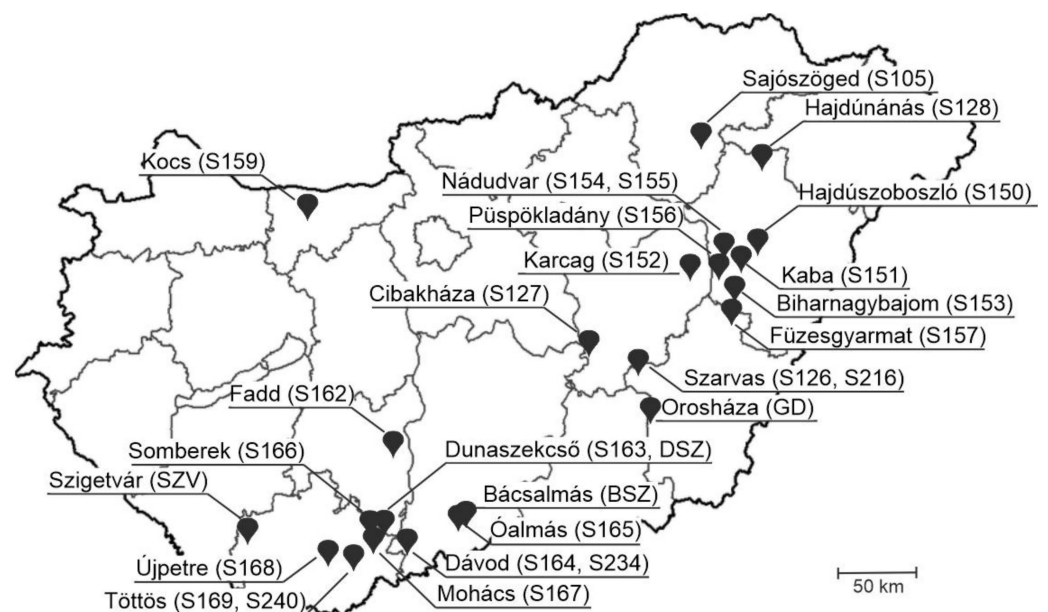 Sajószöged (S105)
Hajdúnánás (S128)
Kocs (S159)
Nádudvar (S154, S155)
Hajdúszoboszló (S150)
Püspökladány (S156)
Karcag (S152)
Kaba (S151)
Cibakháza (S127)
Biharnagybajom (S153)
Füzesgyarmat (S157)
Szarvas (S126, S216)
Fadd (S162)
Orosháza (GD)
Somberek (S166)
Dunaszekcső (S163, DSZ)
Szigetvár (SZV)
Bácsalmás (BSZ)
Óalmás (S165)
Újpetre (S168)
Dávod (S164, S234)
Töttös (S169, S240)
Mohács (S167)
50 km